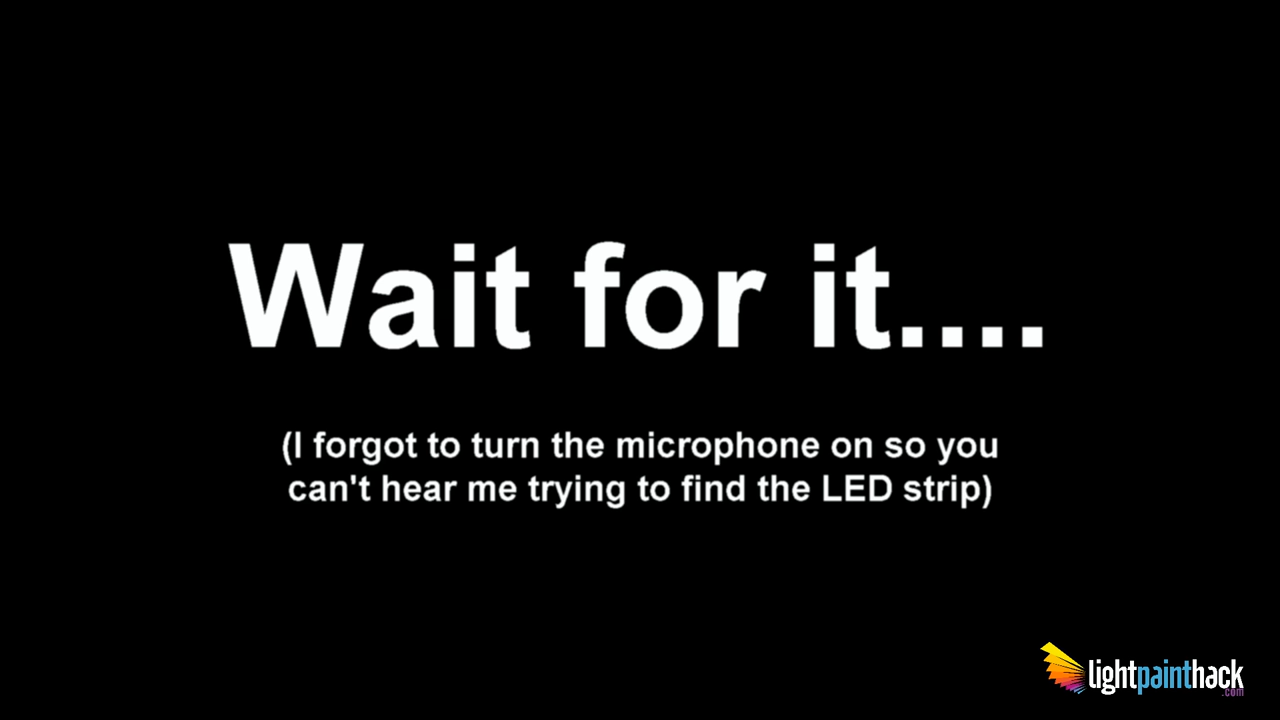 Wait for it....
(I forgot to turn the microphone on so you
can't hear me trying to find the LED strip)
lightpainthack
.com